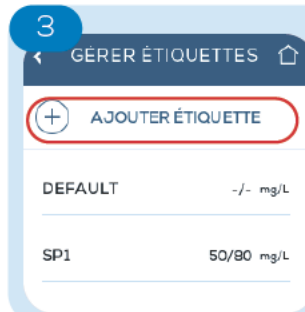 3
GÉRER ÉTIQUETTES
AJOUTER ÉTIQUETTE
DEFAULT -/- mg/L
SP1 50/80 mg/L